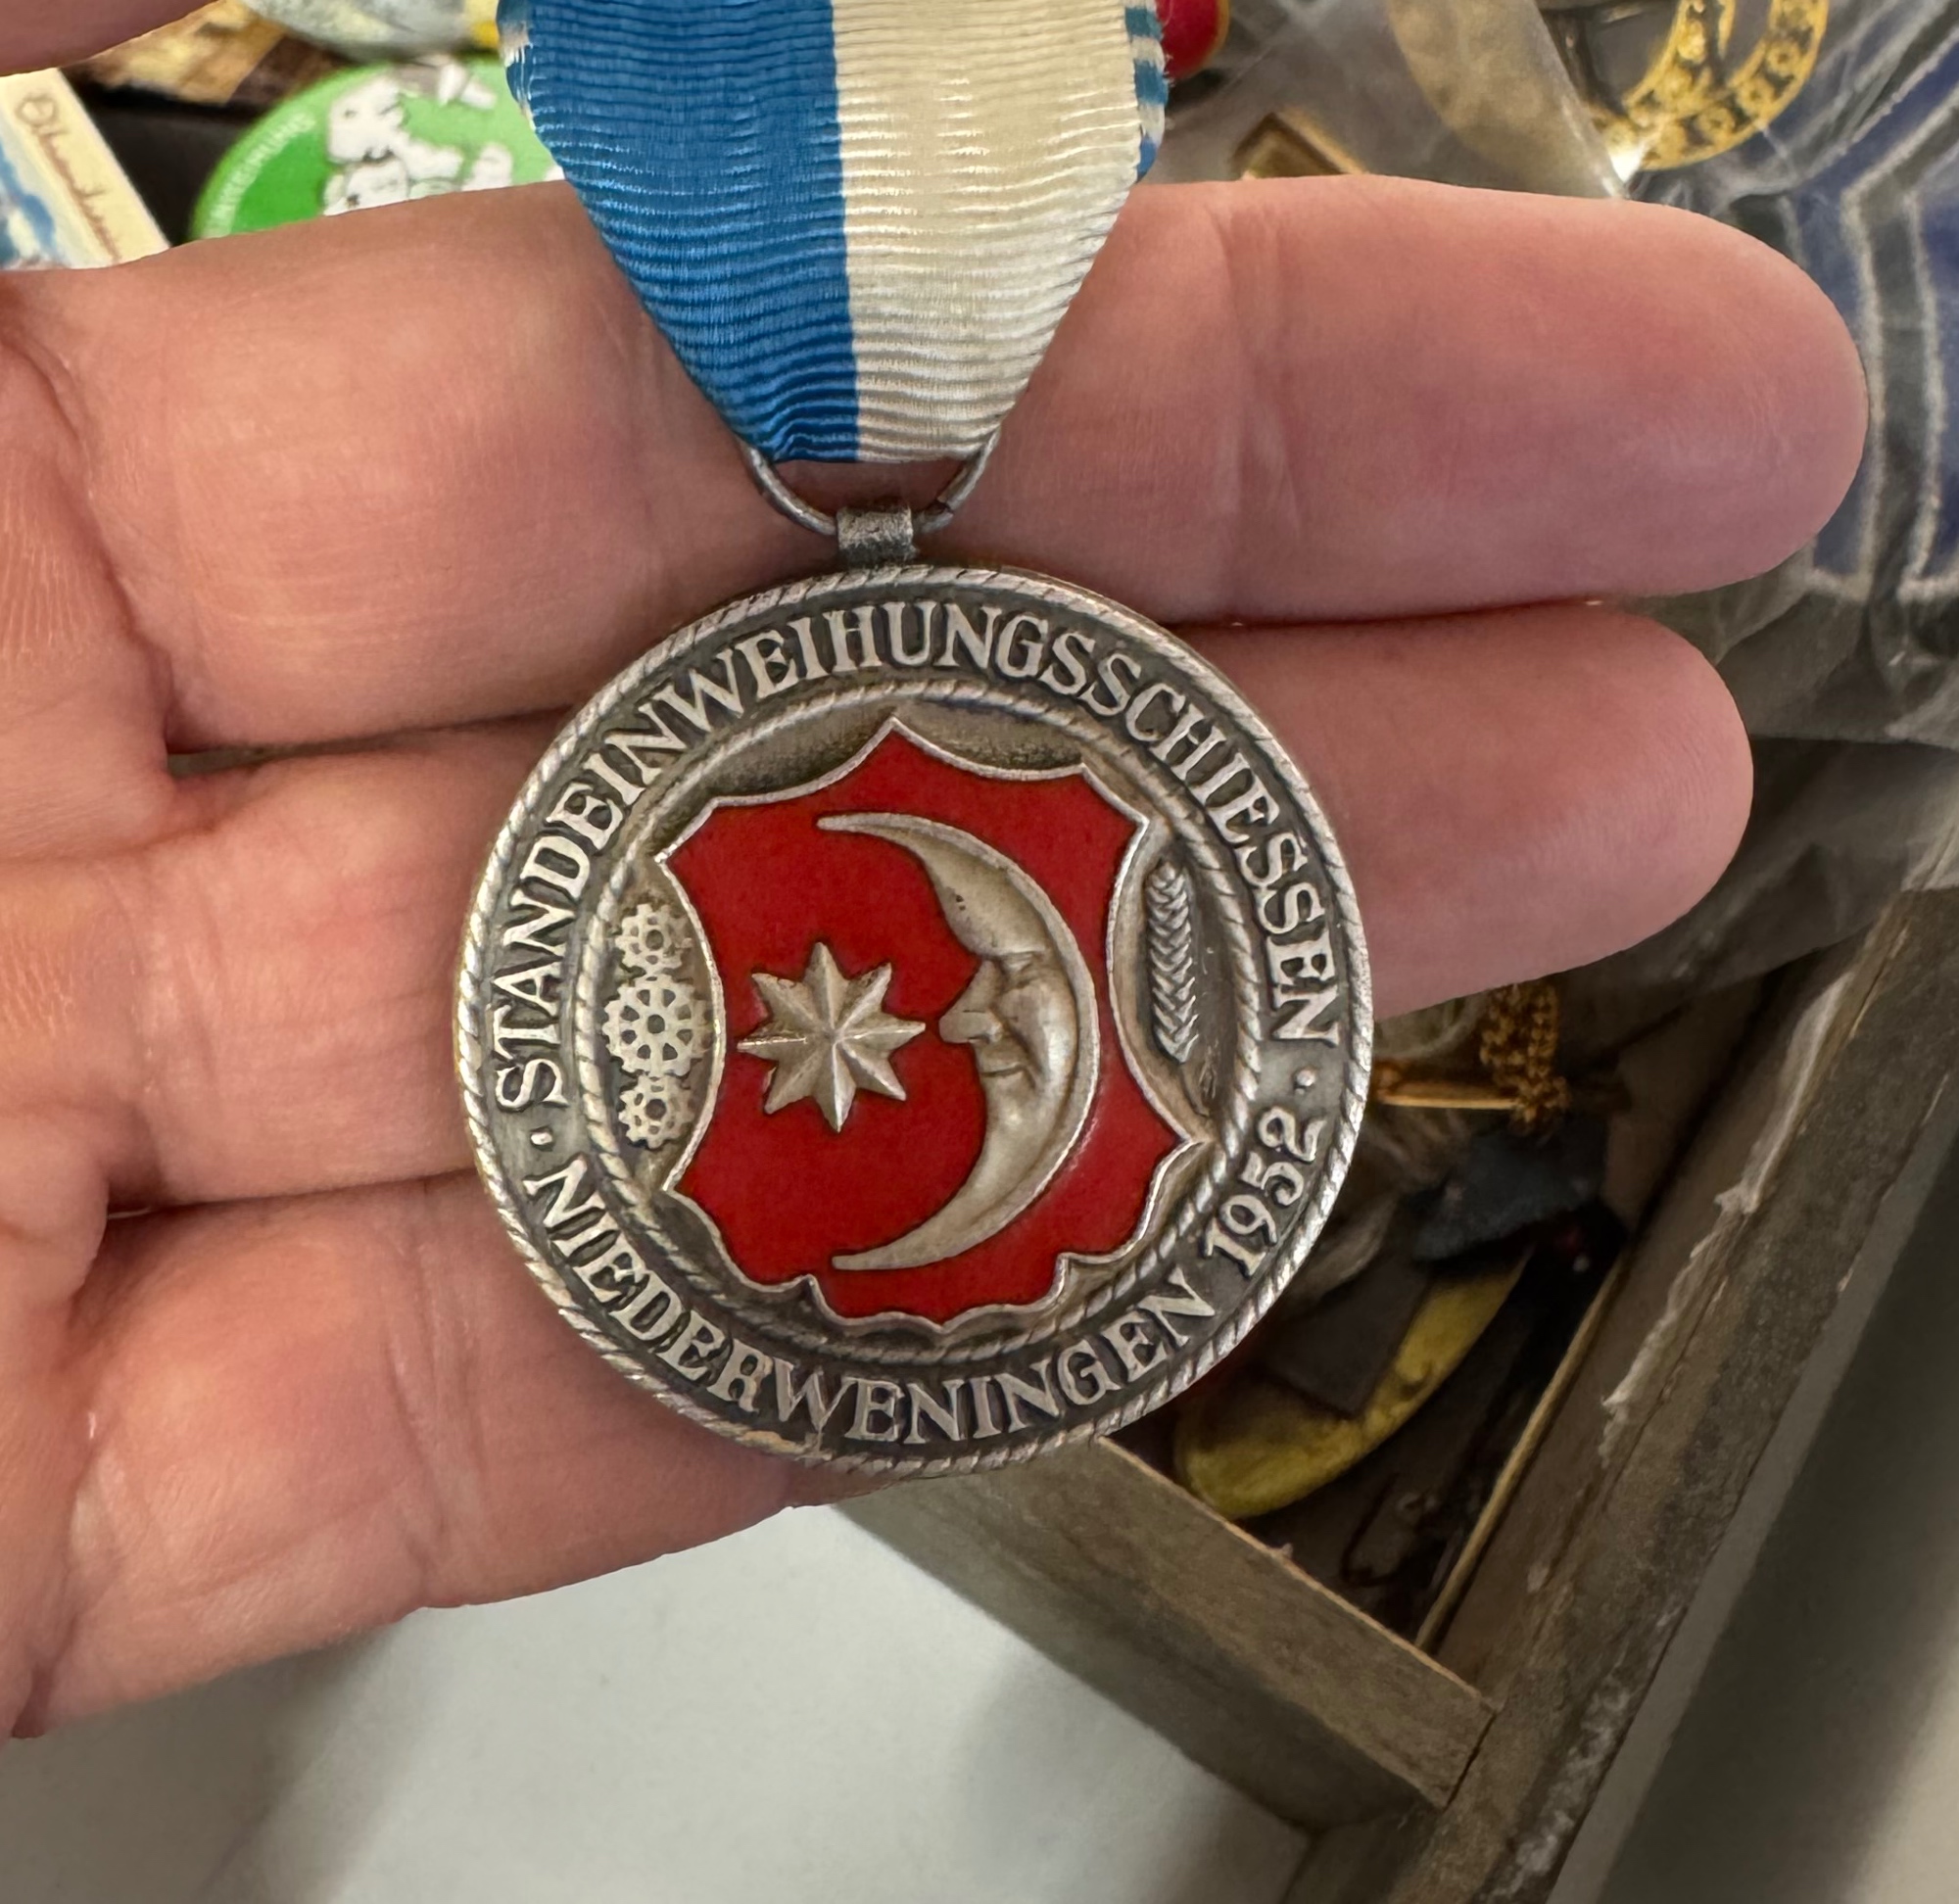 · STANDEINWEIHUNGSSCHIESSEN ·
NIEDERWENINGEN 1952